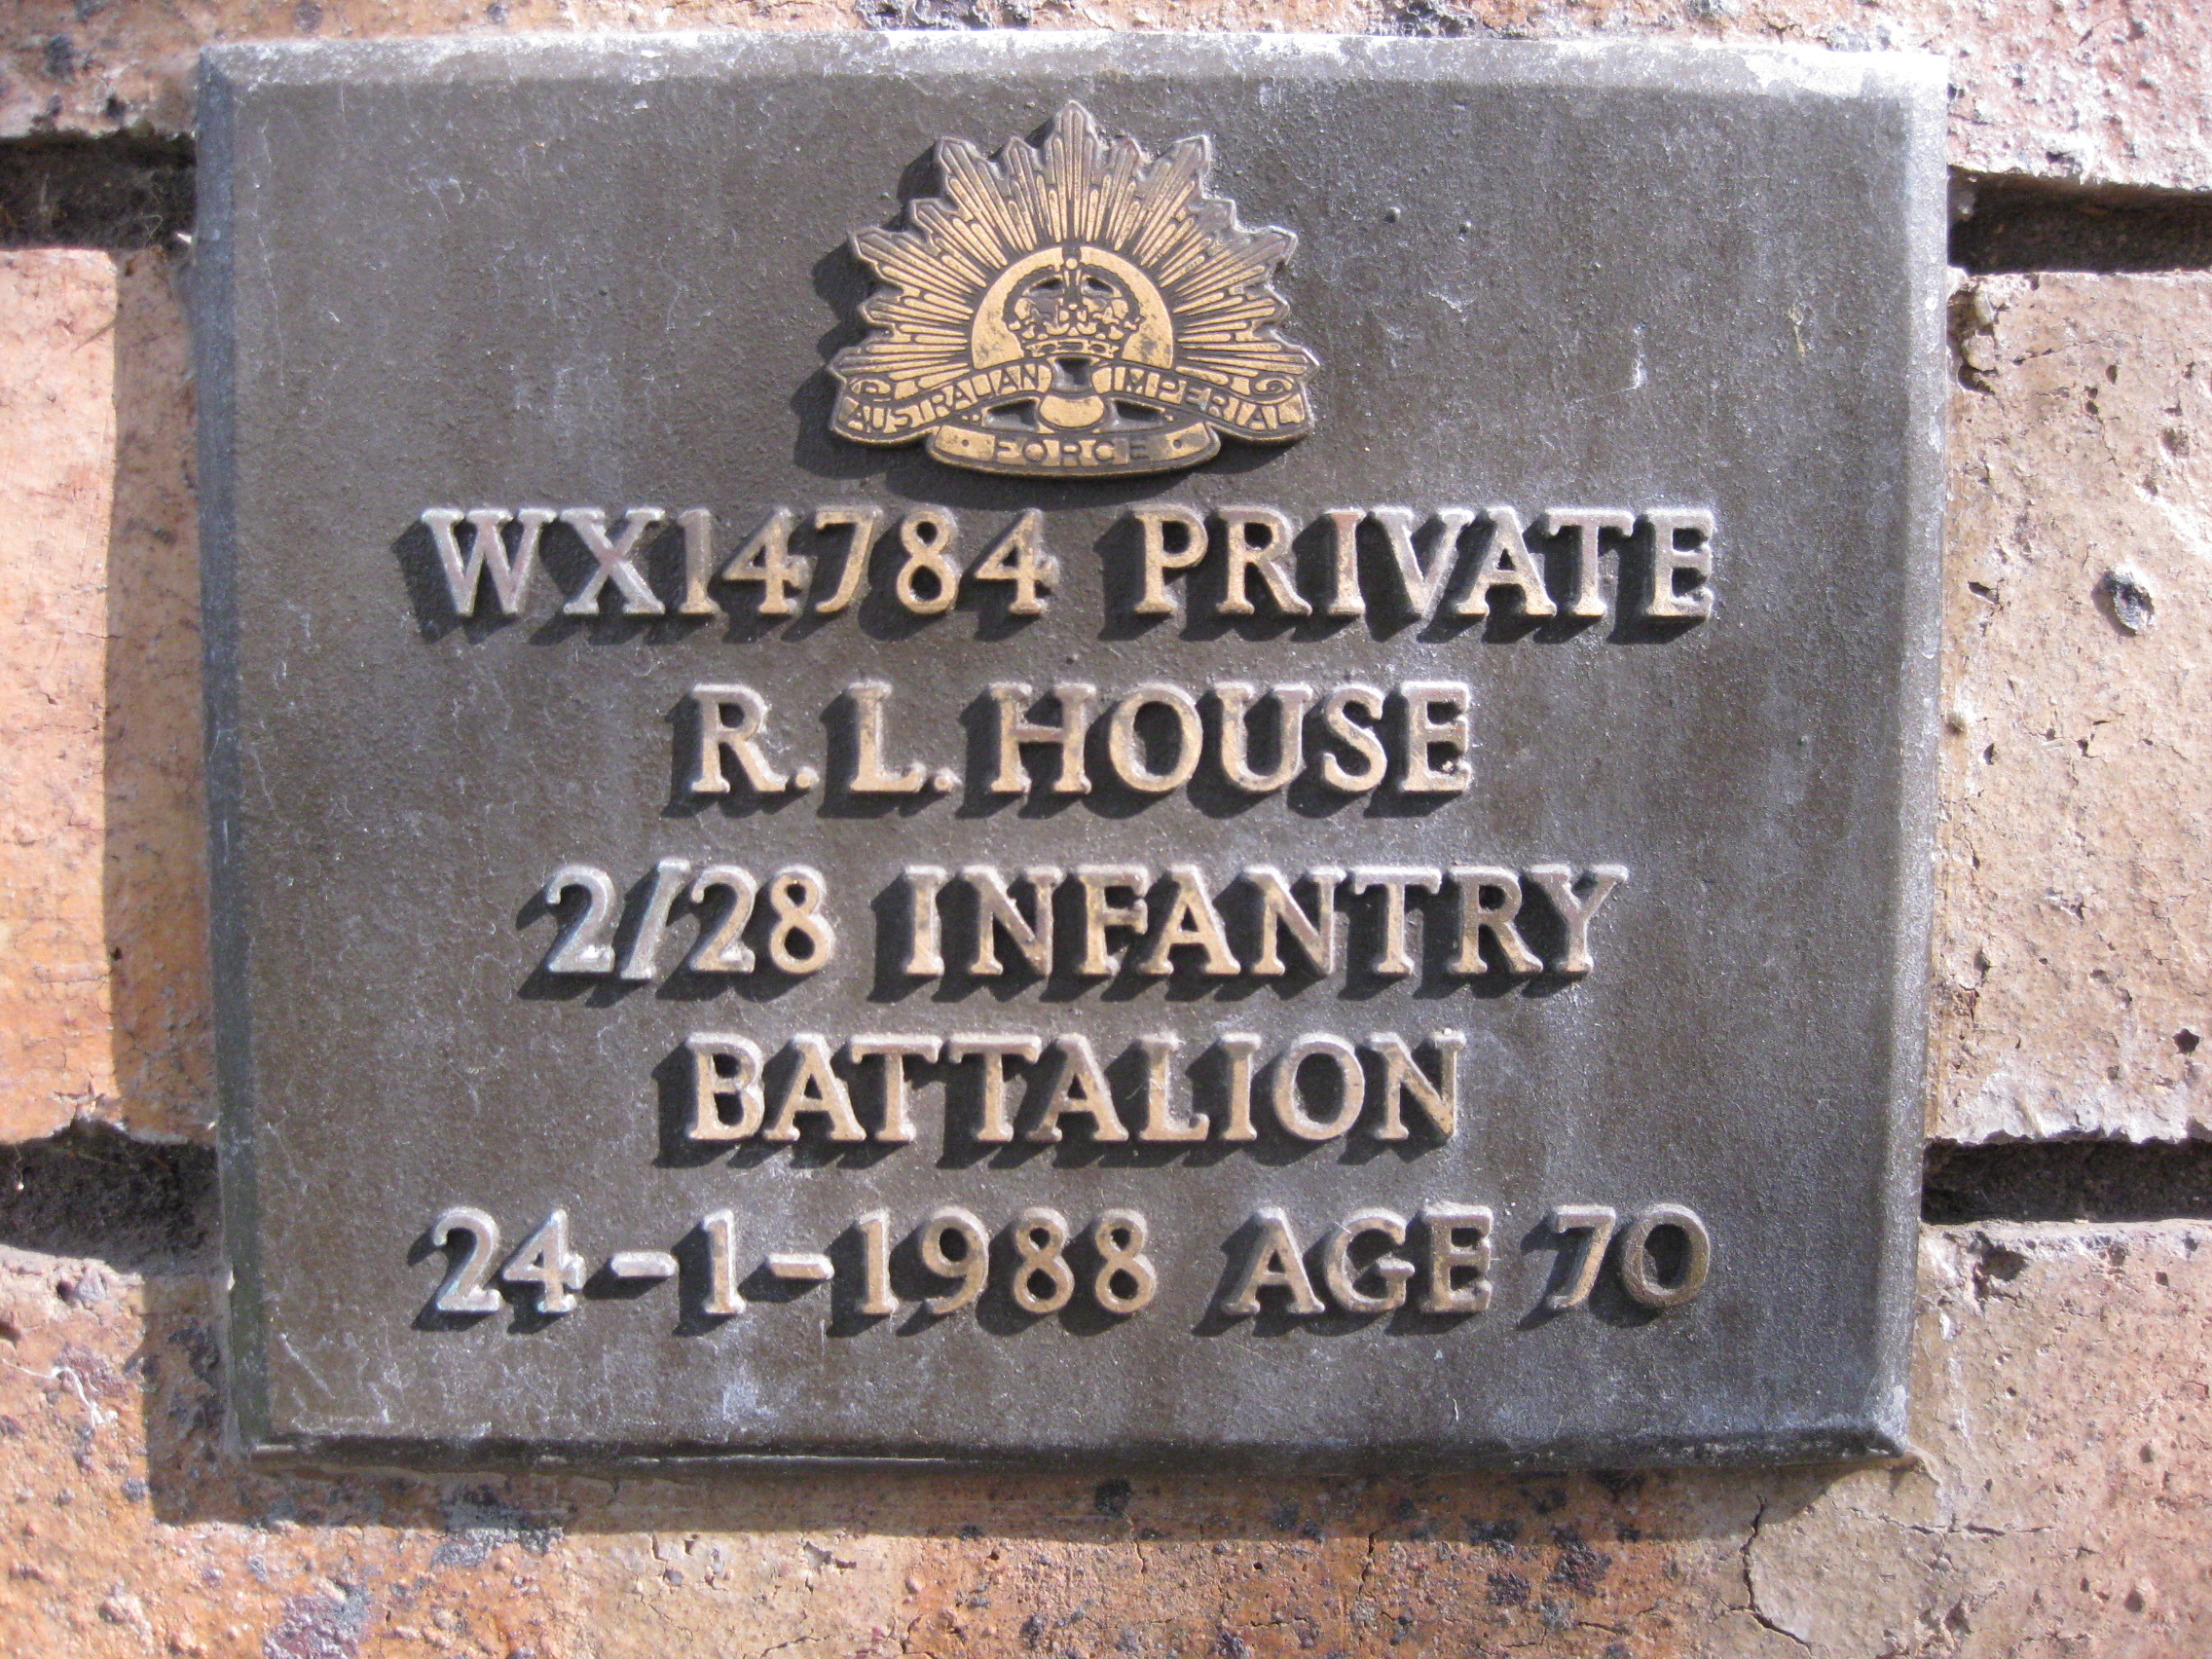 AUSTRALIAN IMPERIAL
FORCE
WX14784 PRIVATE
R.L.HOUSE
2/28 INFANTRY
BATTALION
24-1-1988 AGE 70